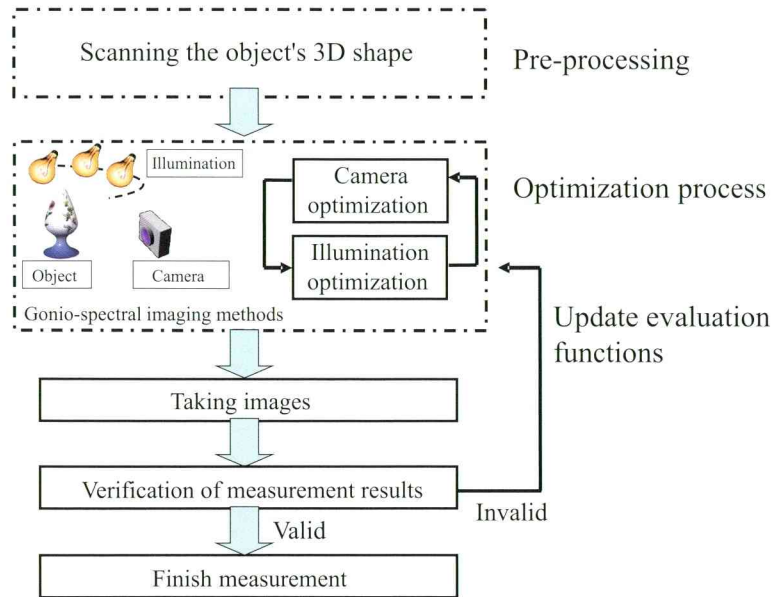 Scanning the object's 3D shape
Pre-processing
Illumination
Object
Camera
Gonio-spectral imaging methods
Camera
optimization
Illumination
optimization
Optimization process
Update evaluation
functions
Taking images
Verification of measurement results
Invalid
Valid
Finish measurement